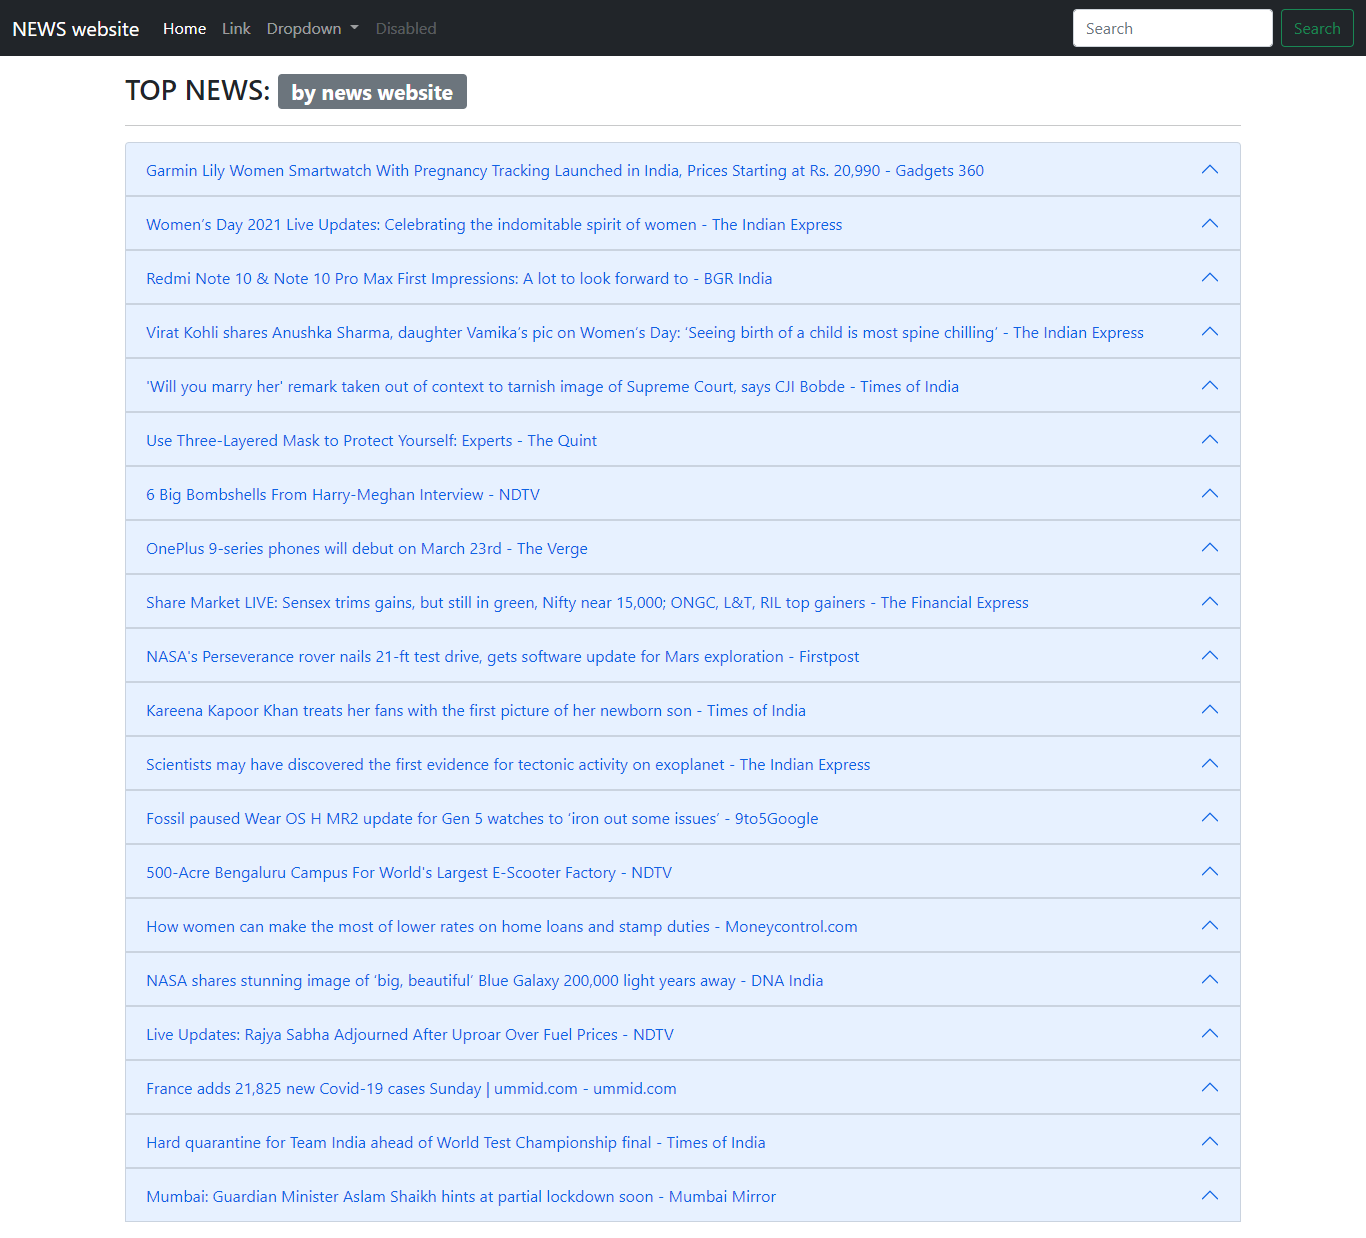 NEWS website Home Link Dropdown Disabled Search Search
TOP NEWS: by news website
Garmin Lily Women Smartwatch With Pregnancy Tracking Launched in India, Prices Starting at Rs. 20,990 - Gadgets 360
Women’s Day 2021 Live Updates: Celebrating the indomitable spirit of women - The Indian Express
Redmi Note 10 & Note 10 Pro Max First Impressions: A lot to look forward to - BGR India
Virat Kohli shares Anushka Sharma, daughter Vamika’s pic on Women’s Day: ‘Seeing birth of a child is most spine chilling’ - The Indian Express
'Will you marry her' remark taken out of context to tarnish image of Supreme Court, says CJI Bobde - Times of India
Use Three-Layered Mask to Protect Yourself: Experts - The Quint
6 Big Bombshells From Harry-Meghan Interview - NDTV
OnePlus 9-series phones will debut on March 23rd - The Verge
Share Market LIVE: Sensex trims gains, but still in green, Nifty near 15,000; ONGC, L&T, RIL top gainers - The Financial Express
NASA's Perseverance rover nails 21-ft test drive, gets software update for Mars exploration - Firstpost
Kareena Kapoor Khan treats her fans with the first picture of her newborn son - Times of India
Scientists may have discovered the first evidence for tectonic activity on exoplanet - The Indian Express
Fossil paused Wear OS H MR2 update for Gen 5 watches to ‘iron out some issues’ - 9to5Google
500-Acre Bengaluru Campus For World's Largest E-Scooter Factory - NDTV
How women can make the most of lower rates on home loans and stamp duties - Moneycontrol.com
NASA shares stunning image of ‘big, beautiful’ Blue Galaxy 200,000 light years away - DNA India
Live Updates: Rajya Sabha Adjourned After Uproar Over Fuel Prices - NDTV
France adds 21,825 new Covid-19 cases Sunday | ummid.com - ummid.com
Hard quarantine for Team India ahead of World Test Championship final - Times of India
Mumbai: Guardian Minister Aslam Shaikh hints at partial lockdown soon - Mumbai Mirror